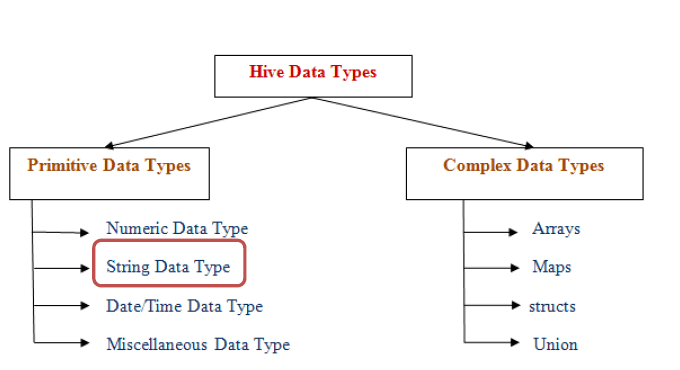 Hive Data Types
Primitive Data Types
Numeric Data Type
String Data Type
Date/Time Data Type
Miscellaneous Data Type
Complex Data Types
Arrays
Maps
structs
Union